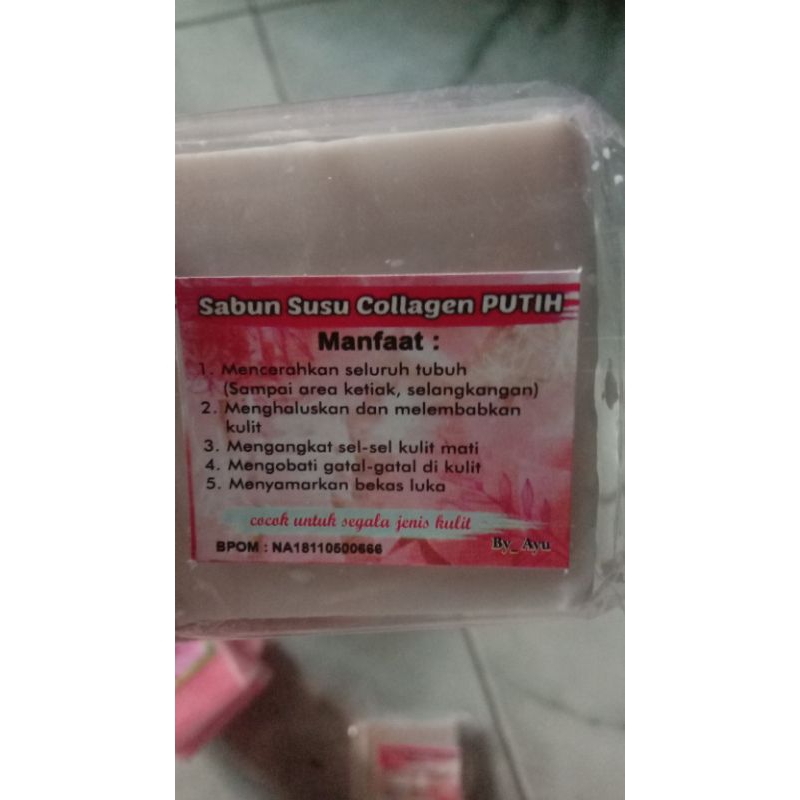 Sabun Susu Collagen PUTIH
Manfaat :
1. Mencerahkan seluruh tubuh
(Sampai area ketiak, selangkangan)
2. Menghaluskan dan melembabkan
kulit
3. Mengangkat sel-sel kulit mati
4. Mengobati gatal-gatal di kulit
5. Menyamarkan bekas luka
cocok untuk segala jenis kulit
BPOM : NA18110500666
By_Ayu